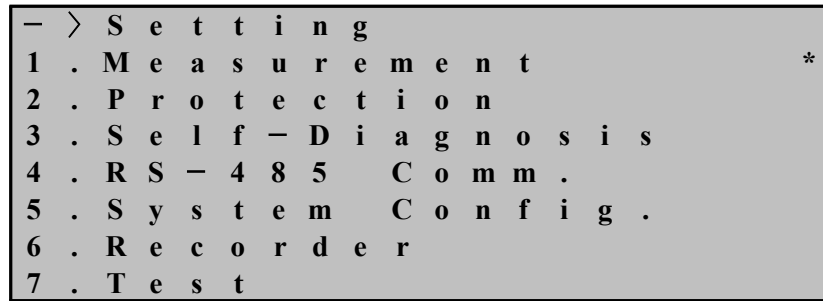 −〉Setting
1.Measurement *
2.Protection
3.Self−Diagnosis
4.RS−485 Comm.
5.System Config.
6.Recorder
7.Test